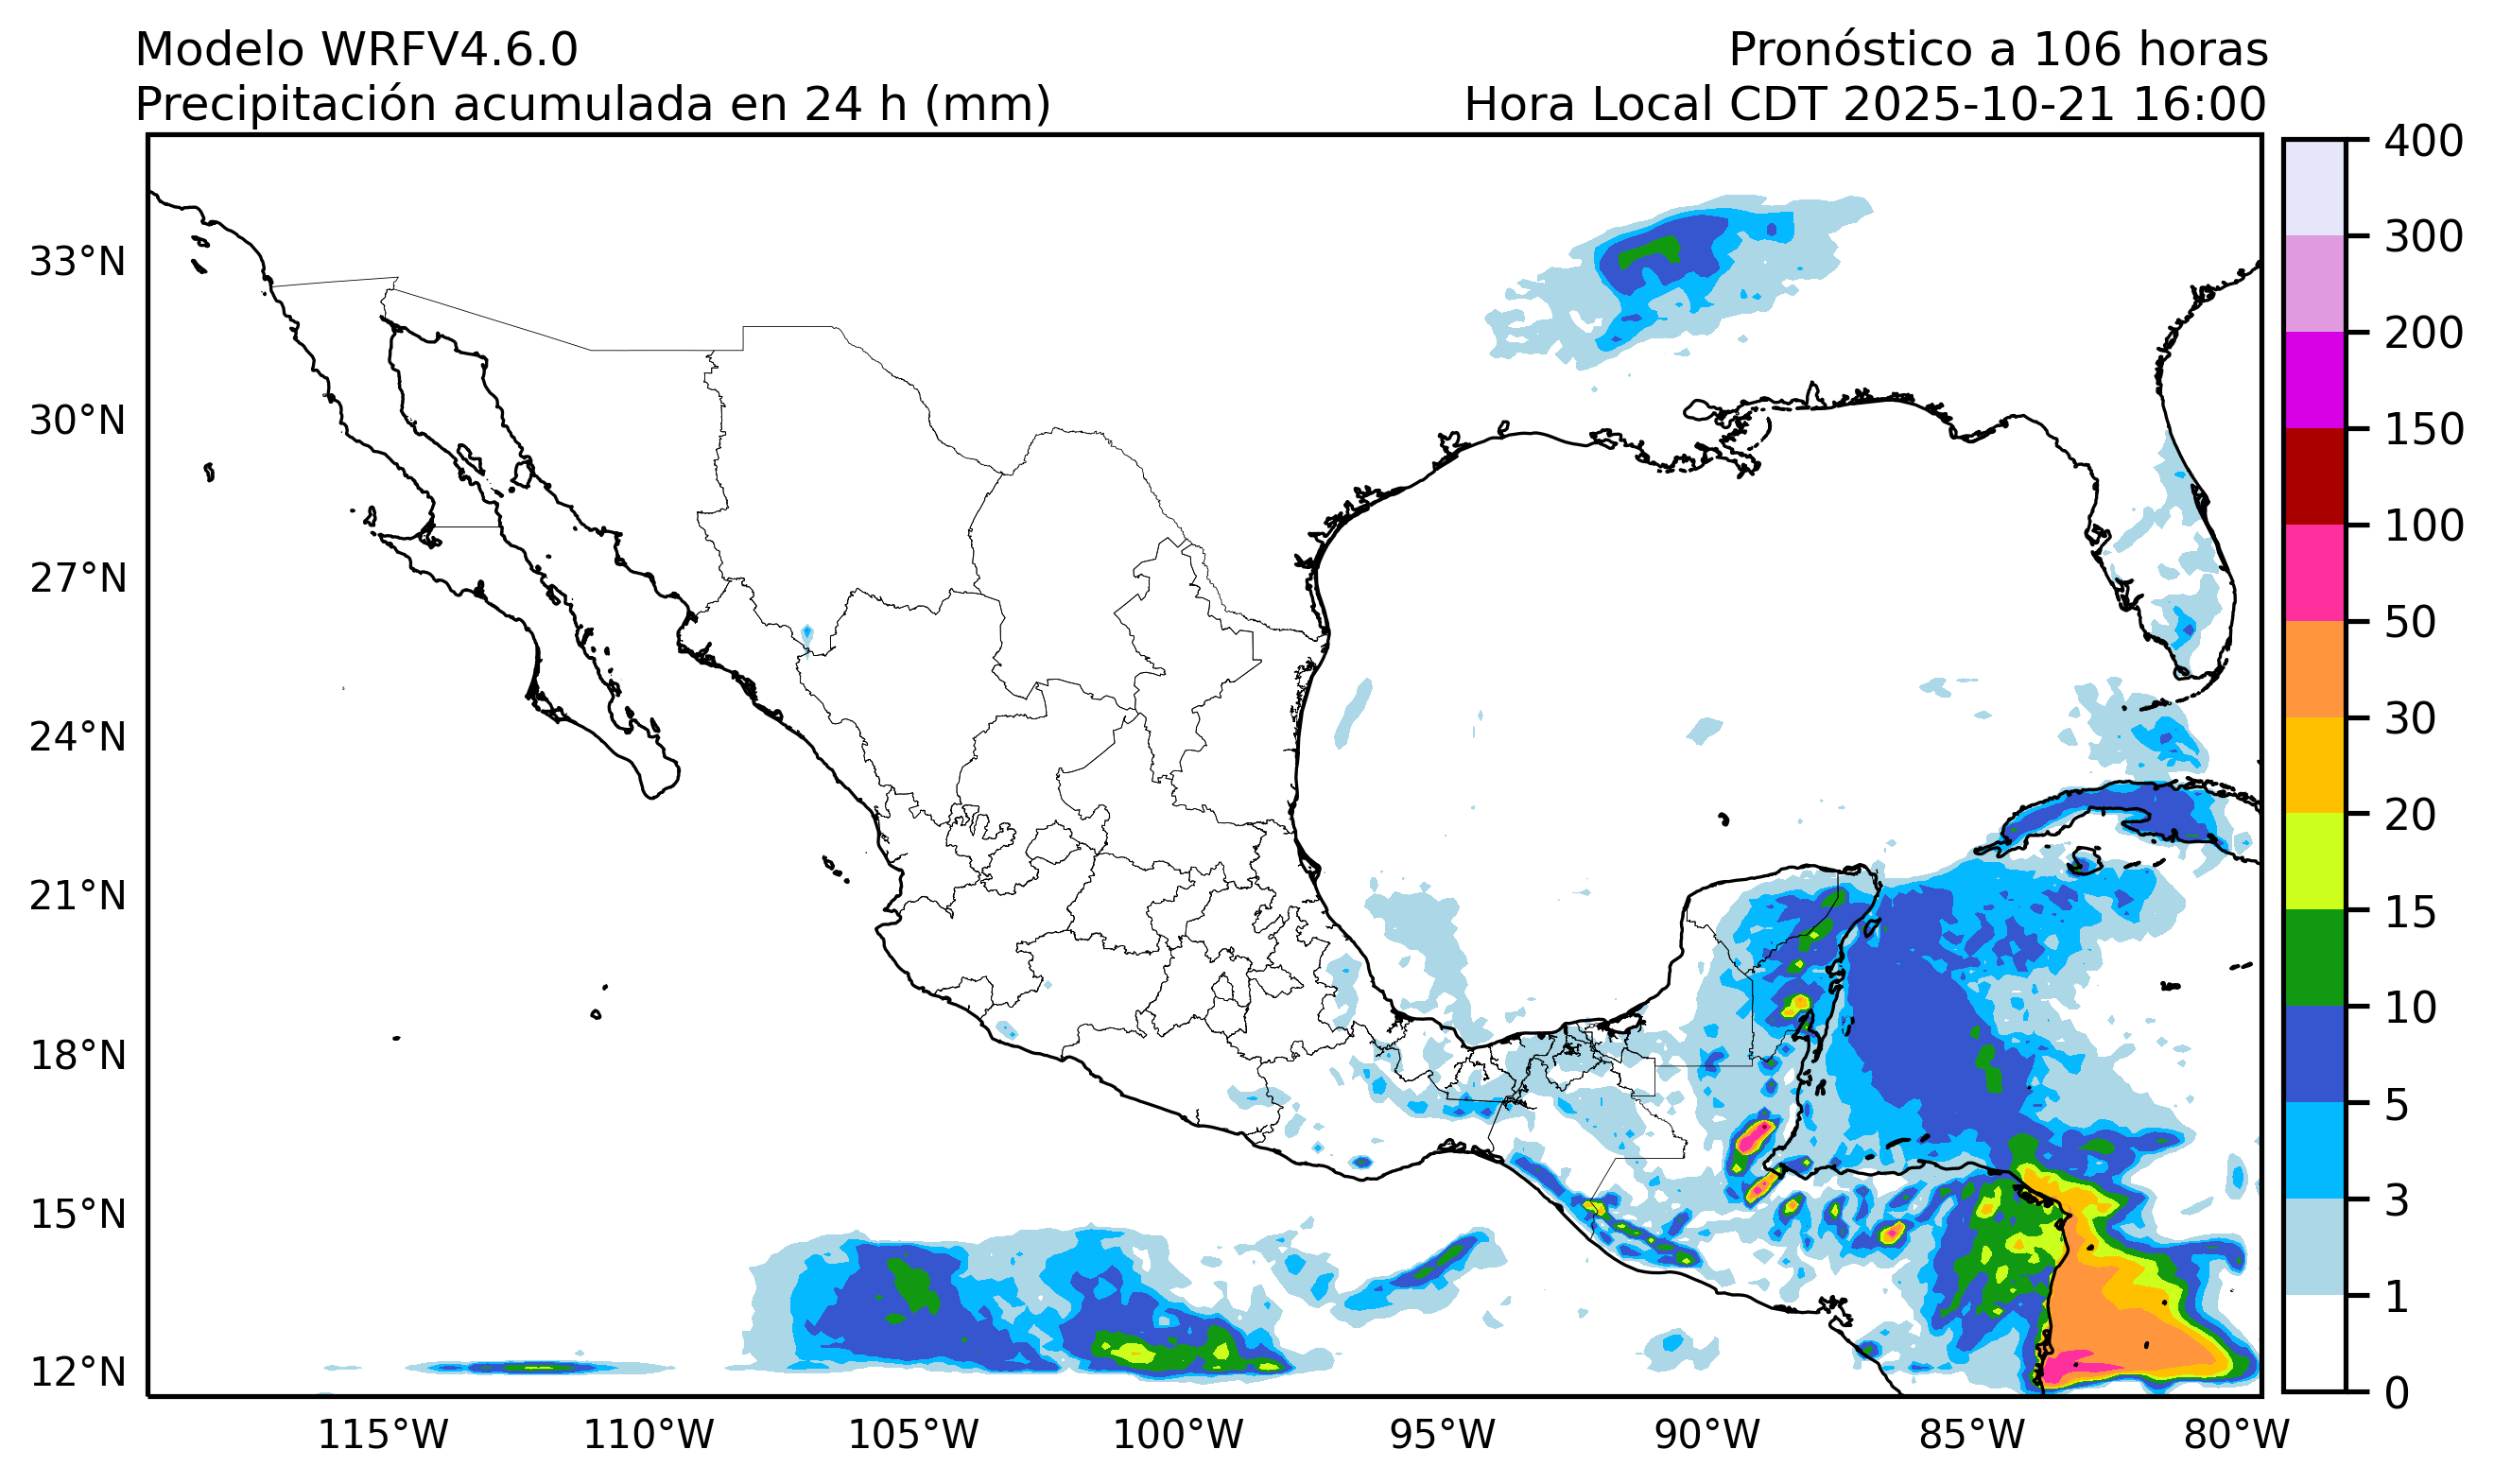 Modelo WRFV4.6.0
Pronóstico a 106 horas
Precipitación acumulada en 24 h (mm)
Hora Local CDT 2025-10-21 16:00
33°N
30°N
27°N
24°N
21°N
18°N
15°N
12°N
115°W
110°W
105°W
100°W
95°W
90°W
85°W
80°W
400
300
200
150
100
50
30
20
15
10
5
3
1
0